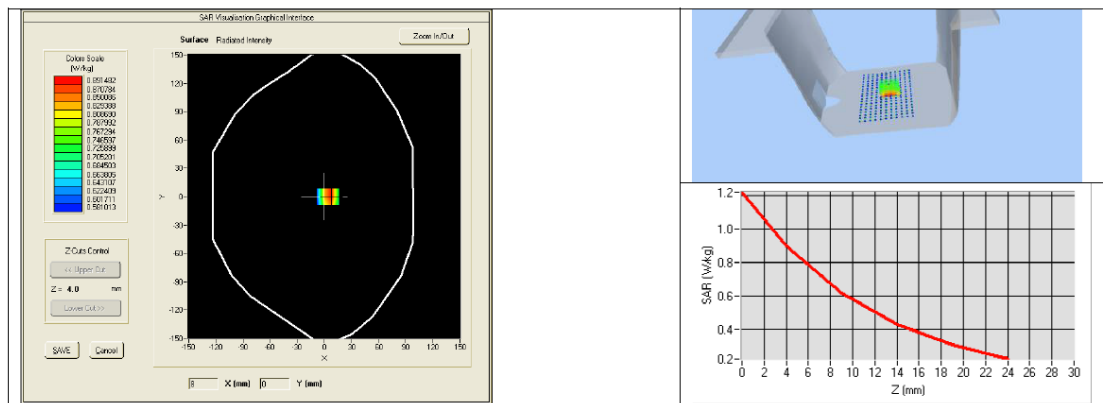 SAR Visualisation Graphical Interface
Surface Radiated Intensity
Zoom In/Out
Colors Scale
(W/kg)
0.891482
0.870784
0.850086
0.829388
0.808690
0.787992
0.767294
0.746597
0.725899
0.705201
0.684503
0.663805
0.643107
0.622409
0.601711
0.581013
Z-Cuts Control
<< Upper Cut
Z = 4.0 mm
Lower Cut >>
SAVE Cancel
150-
120-
90-
60-
30-
0-
-30-
-60-
-90-
-120-
-150-
Y
-150 -120 -90 -60 -30 0 30 60 90 120 150
X
8 X (mm) 0 Y (mm)
1.2-
1.0-
0.8-
0.6-
0.4-
0.2-
SAR (W/kg)
0 2 4 6 8 10 12 14 16 18 20 22 24 26 28 30
Z (mm)